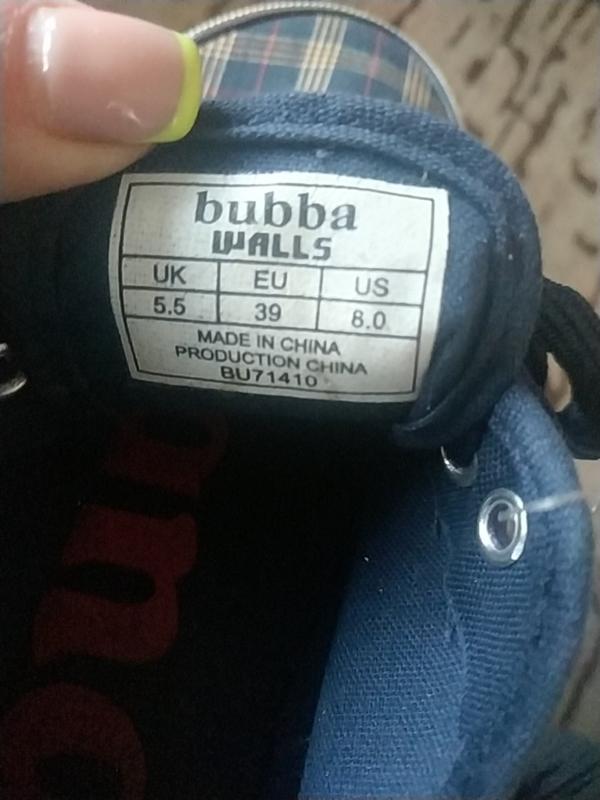 bubba
WALLS
UK EU US
5.5 39 8.0
MADE IN CHINA
PRODUCTION CHINA
BU71410